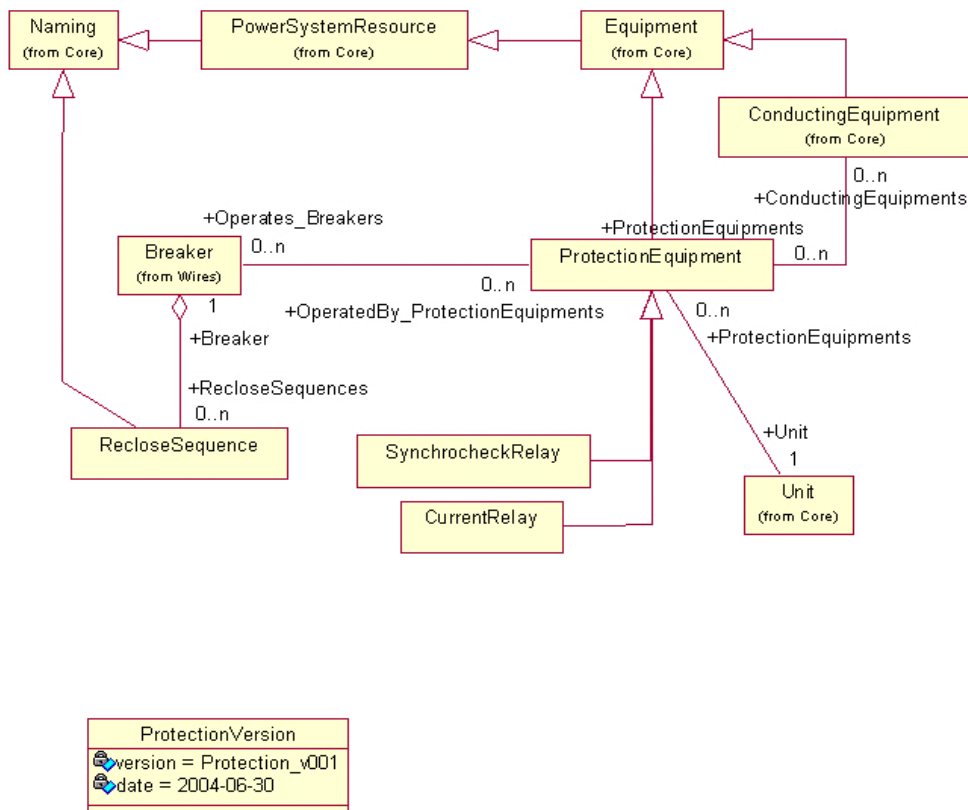 Naming
(from Core)
PowerSystemResource
(from Core)
Equipment
(from Core)
ConductingEquipment
(from Core)
0..n
+ConductingEquipments
+Operates_Breakers
0..n
+ProtectionEquipments
0..n
Breaker
(from Wires)
ProtectionEquipment
1
0..n
+OperatedBy_ProtectionEquipments
0..n
+ProtectionEquipments
+Breaker
+RecloseSequences
0..n
RecloseSequence
SynchrocheckRelay
+Unit
1
CurrentRelay
Unit
(from Core)
ProtectionVersion
version = Protection_v001
date = 2004-06-30